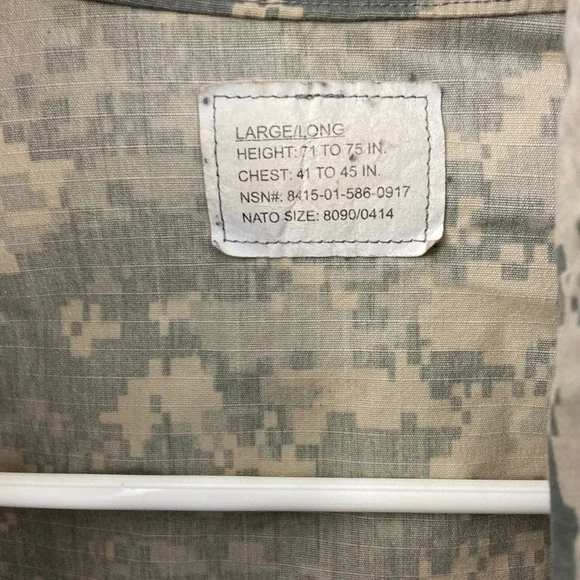 LARGE/LONG
HEIGHT: 71 TO 75 IN.
CHEST: 41 TO 45 IN.
NSN#: 8415-01-586-0917
NATO SIZE: 8090/0414